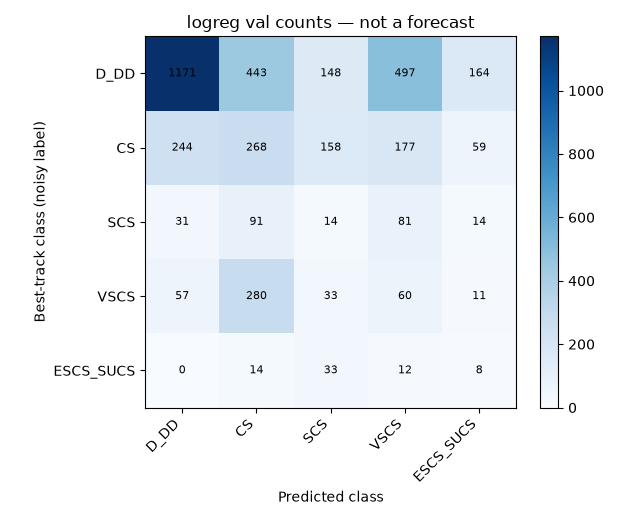 logreg val counts — not a forecast
Best-track class (noisy label)
D_DD 1171 443 148 497 164
CS 244 268 158 177 59
SCS 31 91 14 81 14
VSCS 57 280 33 60 11
ESCS_SUCS 0 14 33 12 8
D_DD CS SCS VSCS ESCS_SUCS
Predicted class
1000
800
600
400
200
0